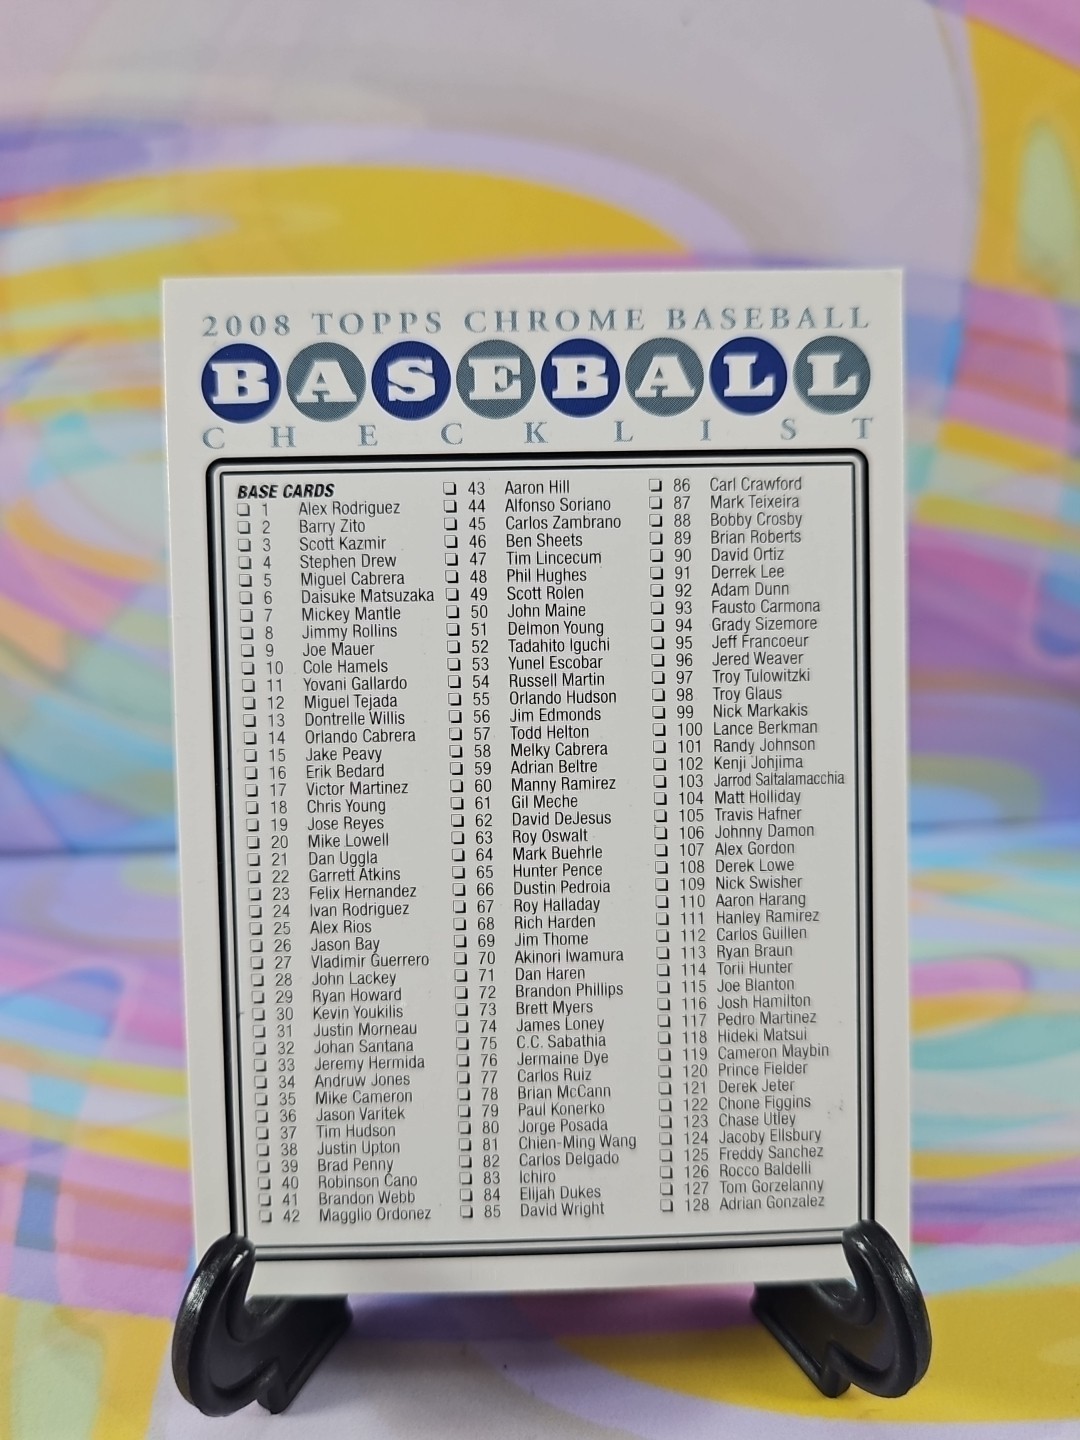 2008 TOPPS CHROME BASEBALL
BASEBALL
CHECKLIST
BASE CARDS
1 Alex Rodriguez
2 Barry Zito
3 Scott Kazmir
4 Stephen Drew
5 Miguel Cabrera
6 Daisuke Matsuzaka
7 Mickey Mantle
8 Jimmy Rollins
9 Joe Mauer
10 Cole Hamels
11 Yovani Gallardo
12 Miguel Tejada
13 Dontrelle Willis
14 Orlando Cabrera
15 Jake Peavy
16 Erik Bedard
17 Victor Martinez
18 Chris Young
19 Jose Reyes
20 Mike Lowell
21 Dan Uggla
22 Garrett Atkins
23 Felix Hernandez
24 Ivan Rodriguez
25 Alex Rios
26 Jason Bay
27 Vladimir Guerrero
28 John Lackey
29 Ryan Howard
30 Kevin Youkilis
31 Justin Morneau
32 Johan Santana
33 Jeremy Hermida
34 Andruw Jones
35 Mike Cameron
36 Jason Varitek
37 Tim Hudson
38 Justin Upton
39 Brad Penny
40 Robinson Cano
41 Brandon Webb
42 Magglio Ordonez
43 Aaron Hill
44 Alfonso Soriano
45 Carlos Zambrano
46 Ben Sheets
47 Tim Lincecum
48 Phil Hughes
49 Scott Rolen
50 John Maine
51 Delmon Young
52 Tadahito Iguchi
53 Yunel Escobar
54 Russell Martin
55 Orlando Hudson
56 Jim Edmonds
57 Todd Helton
58 Melky Cabrera
59 Adrian Beltre
60 Manny Ramirez
61 Gil Meche
62 David DeJesus
63 Roy Oswalt
64 Mark Buehrle
65 Hunter Pence
66 Dustin Pedroia
67 Roy Halladay
68 Rich Harden
69 Jim Thome
70 Akinori Iwamura
71 Dan Haren
72 Brandon Phillips
73 Brett Myers
74 James Loney
75 C.C. Sabathia
76 Jermaine Dye
77 Carlos Ruiz
78 Brian McCann
79 Paul Konerko
80 Jorge Posada
81 Chien-Ming Wang
82 Carlos Delgado
83 Ichiro
84 Elijah Dukes
85 David Wright
86 Carl Crawford
87 Mark Teixeira
88 Bobby Crosby
89 Brian Roberts
90 David Ortiz
91 Derrek Lee
92 Adam Dunn
93 Fausto Carmona
94 Grady Sizemore
95 Jeff Francoeur
96 Jered Weaver
97 Troy Tulowitzki
98 Troy Glaus
99 Nick Markakis
100 Lance Berkman
101 Randy Johnson
102 Kenji Johjima
103 Jarrod Saltalamacchia
104 Matt Holliday
105 Travis Hafner
106 Johnny Damon
107 Alex Gordon
108 Derek Lowe
109 Nick Swisher
110 Aaron Harang
111 Hanley Ramirez
112 Carlos Guillen
113 Ryan Braun
114 Torii Hunter
115 Joe Blanton
116 Josh Hamilton
117 Pedro Martinez
118 Hideki Matsui
119 Cameron Maybin
120 Prince Fielder
121 Derek Jeter
122 Chone Figgins
123 Chase Utley
124 Jacoby Ellsbury
125 Freddy Sanchez
126 Rocco Baldelli
127 Tom Gorzelanny
128 Adrian Gonzalez